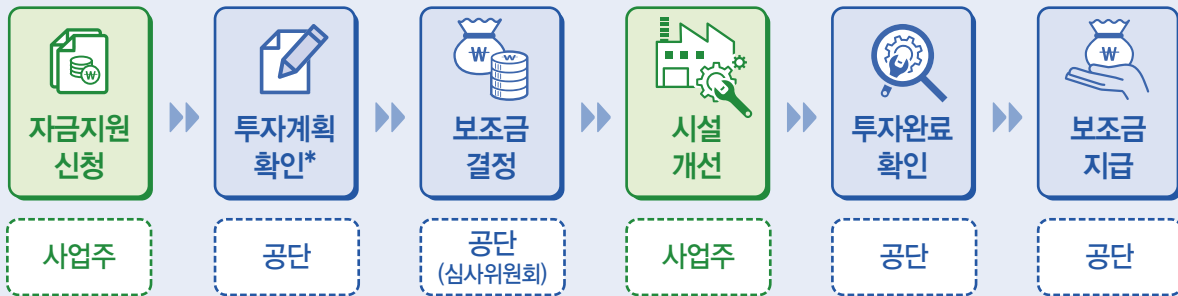 자금지원
신청
투자계획
확인*
보조금
결정
시설
개선
투자완료
확인
보조금
지급
사업주
공단
공단
(심사위원회)
사업주
공단
공단